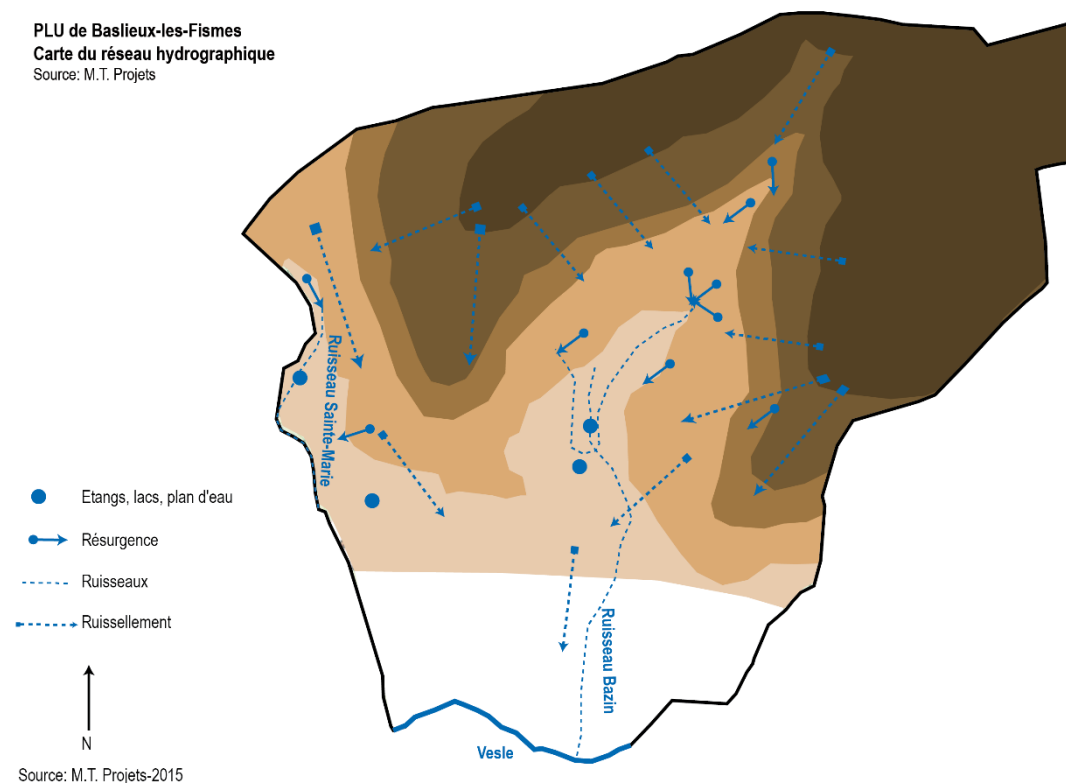 PLU de Baslieux-les-Fismes
Carte du réseau hydrographique
Source: M.T. Projets
Ruisseau Sainte-Marie
Etangs, lacs, plan d'eau
Résurgence
Ruisseaux
Ruissellement
Ruisseau Bazin
N
Vesle
Source: M.T. Projets-2015